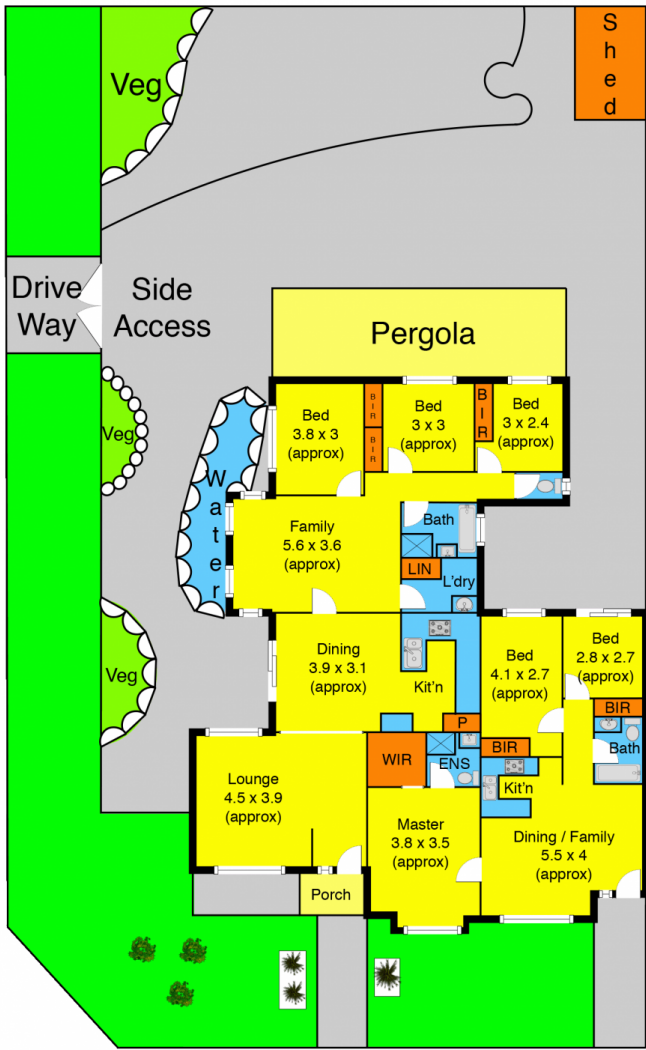 S
h
e
d
Veg
Drive
Way
Side
Access
Pergola
Bed
3.8 x 3
(approx)
B
I
R
B
I
R
Bed
3 x 3
(approx)
B
I
R
Bed
3 x 2.4
(approx)
Veg
W
a
t
e
r
Family
5.6 x 3.6
(approx)
Bath
LIN
L'dry
Dining
3.9 x 3.1
(approx)
Kit'n
P
Bed
4.1 x 2.7
(approx)
Bed
2.8 x 2.7
(approx)
BIR
Bath
BIR
Veg
Lounge
4.5 x 3.9
(approx)
WIR
ENS
Kit'n
Master
3.8 x 3.5
(approx)
Dining / Family
5.5 x 4
(approx)
Porch